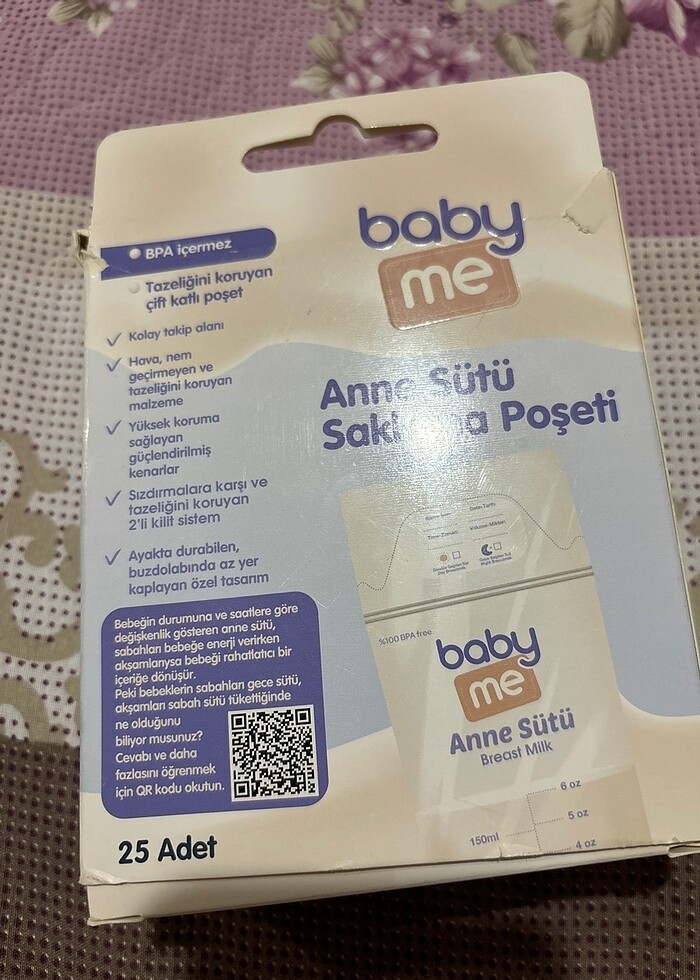 baby
me
BPA içermez
Tazeliğini koruyan
çift katlı poşet
Kolay takip alanı
Hava, nem
geçirmeyen ve
tazeliğini koruyan
malzeme
Yüksek koruma
sağlayan
güçlendirilmiş
kenarlar
Sızdırmalara karşı ve
tazeliğini koruyan
2'li kilit sistem
Ayakta durabilen,
buzdolabında az yer
kaplayan özel tasarım
Anne Sütü
Poşeti
Bebeğin durumuna ve saatlere göre
değişkenlik gösteren anne sütü,
sabahları bebeğe enerji verirken
akşamlarıysa bebeği rahatlatıcı bir
içeriğe dönüşür.
Peki bebeklerin sabahları gece sütü,
akşamları sabah sütü tükettiğinde
ne olduğunu
biliyor musunuz?
Cevabı ve daha
fazlasını öğrenmek
için QR kodu okutun.
25 Adet
%100 BPA free
baby
me
Anne Sütü
Breast Milk
6 oz
5 oz
150ml
4 oz